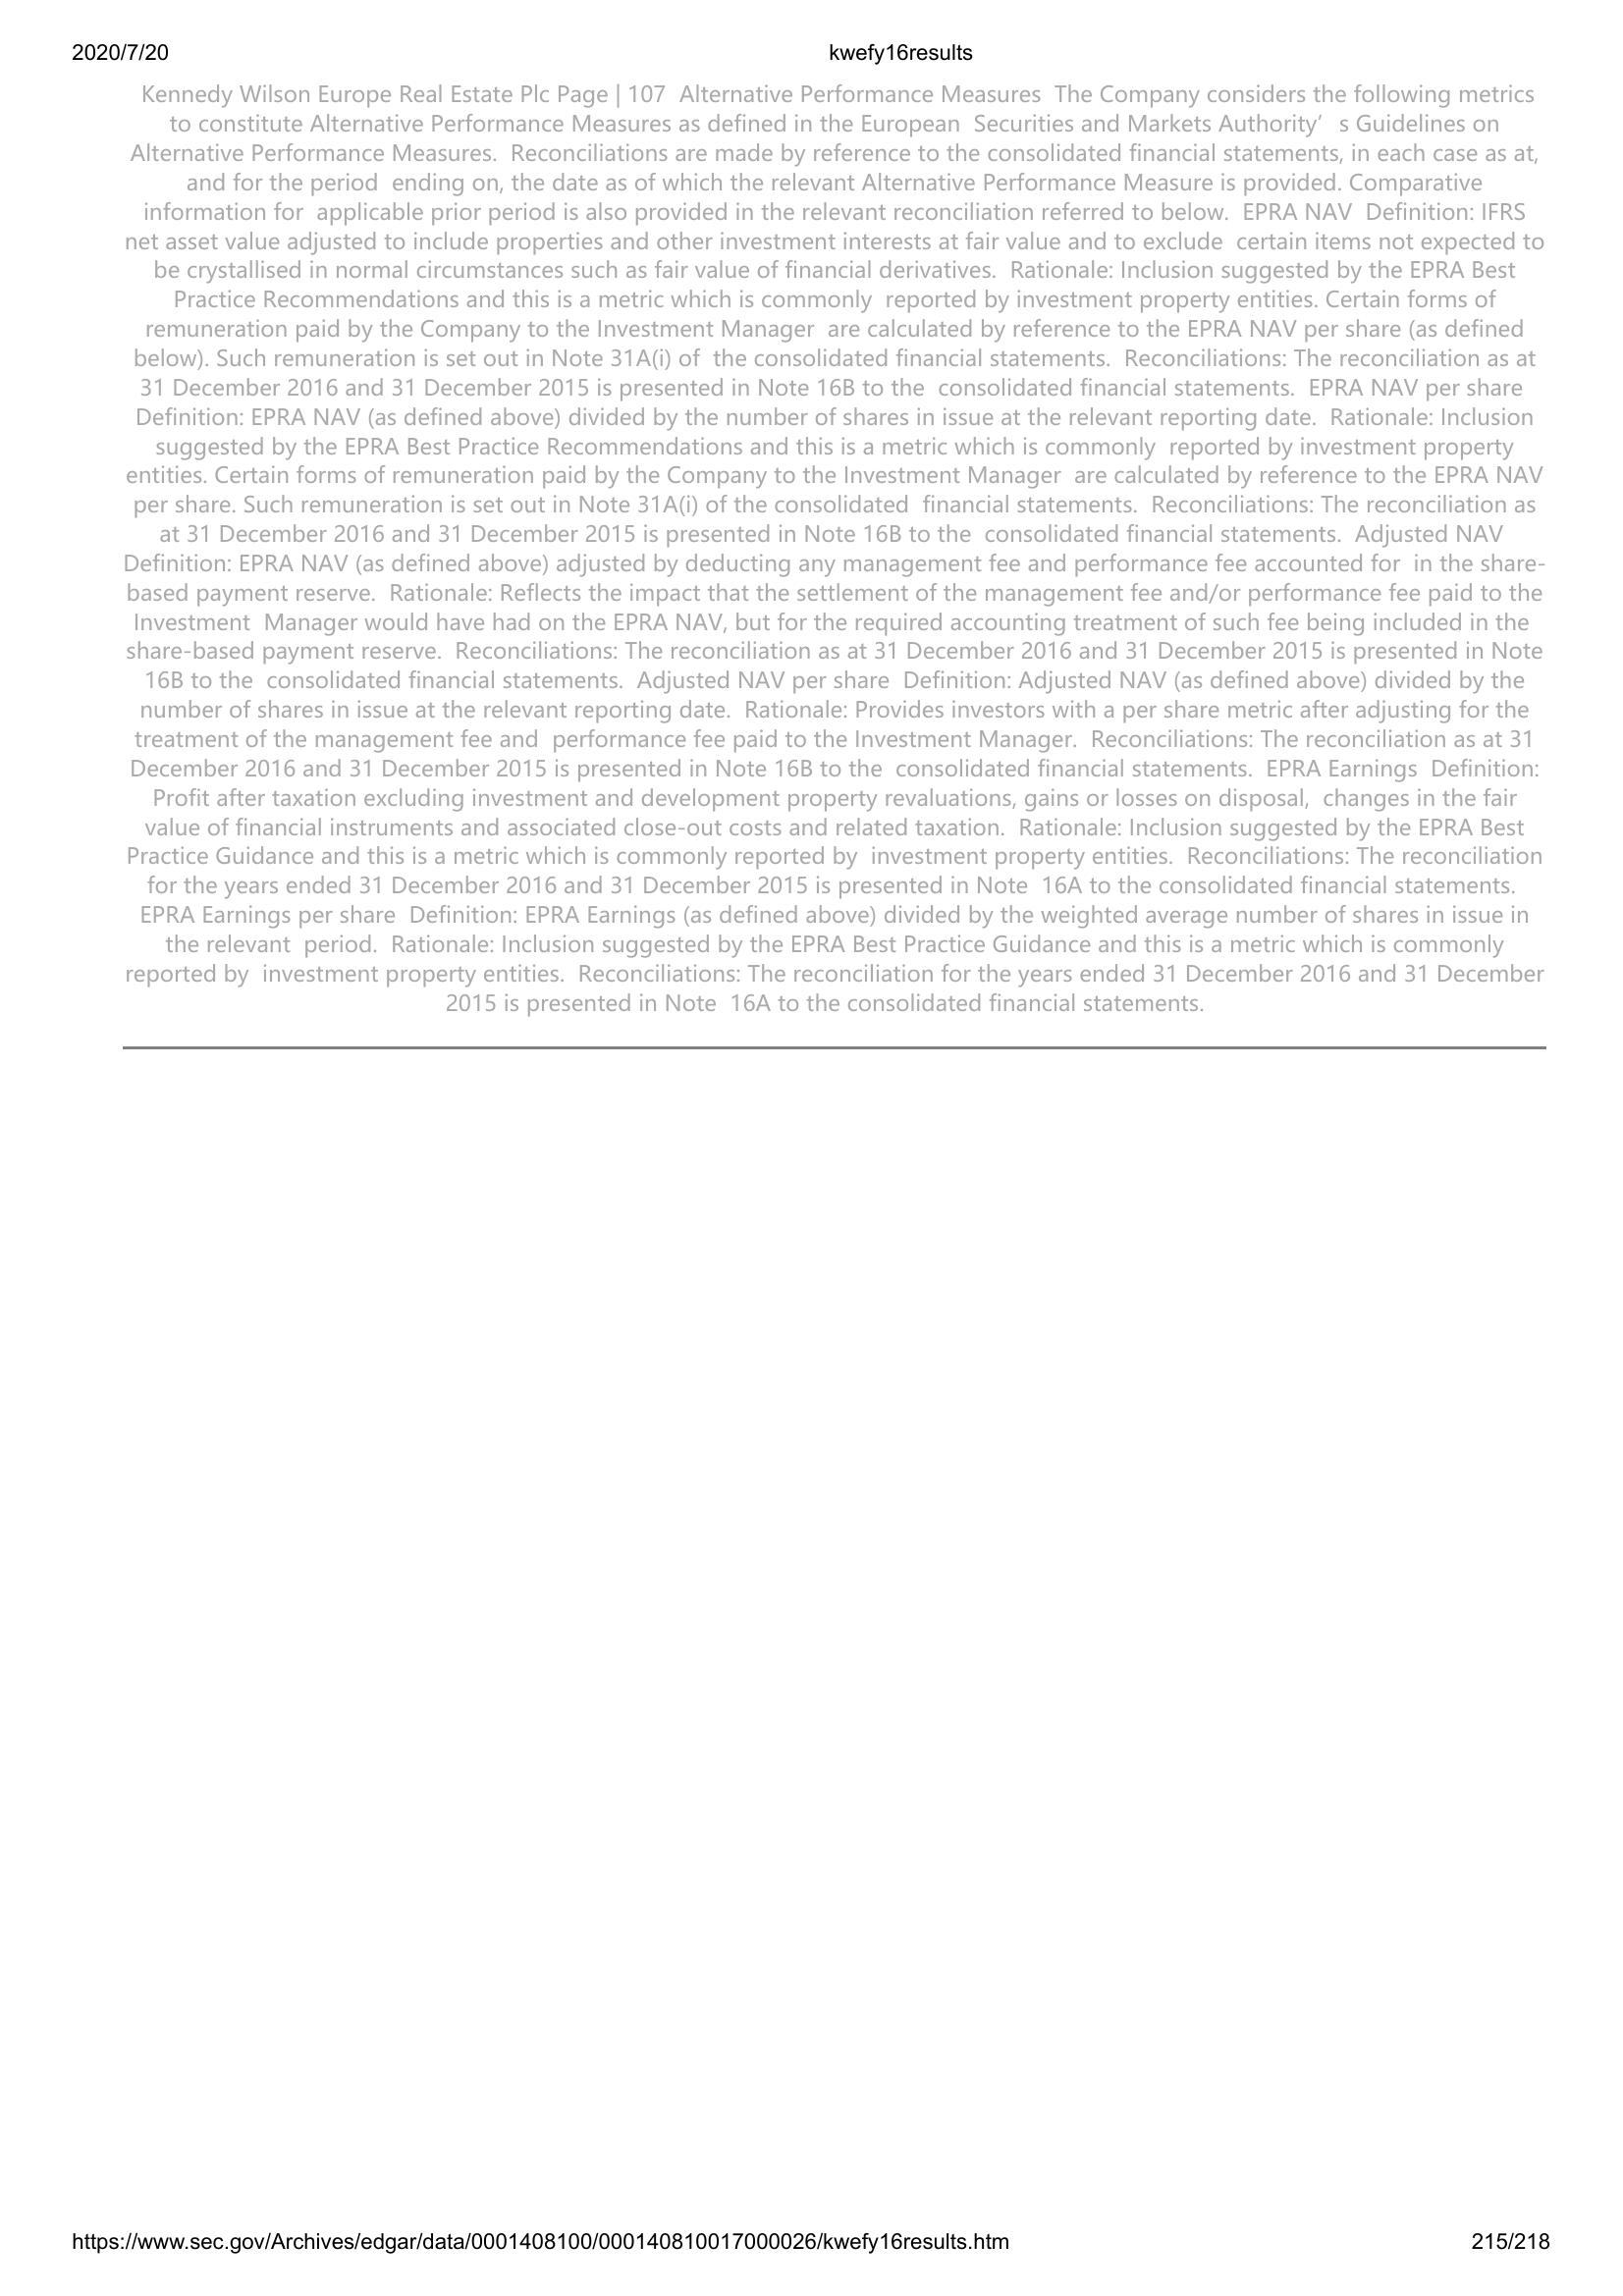 2020/7/20 kwefy16results
Kennedy Wilson Europe Real Estate Plc Page | 107 Alternative Performance Measures The Company considers the following metrics
to constitute Alternative Performance Measures as defined in the European Securities and Markets Authority’ s Guidelines on
Alternative Performance Measures. Reconciliations are made by reference to the consolidated financial statements, in each case as at,
and for the period ending on, the date as of which the relevant Alternative Performance Measure is provided. Comparative
information for applicable prior period is also provided in the relevant reconciliation referred to below. EPRA NAV Definition: IFRS
net asset value adjusted to include properties and other investment interests at fair value and to exclude certain items not expected to
be crystallised in normal circumstances such as fair value of financial derivatives. Rationale: Inclusion suggested by the EPRA Best
Practice Recommendations and this is a metric which is commonly reported by investment property entities. Certain forms of
remuneration paid by the Company to the Investment Manager are calculated by reference to the EPRA NAV per share (as defined
below). Such remuneration is set out in Note 31A(i) of the consolidated financial statements. Reconciliations: The reconciliation as at
31 December 2016 and 31 December 2015 is presented in Note 16B to the consolidated financial statements. EPRA NAV per share
Definition: EPRA NAV (as defined above) divided by the number of shares in issue at the relevant reporting date. Rationale: Inclusion
suggested by the EPRA Best Practice Recommendations and this is a metric which is commonly reported by investment property
entities. Certain forms of remuneration paid by the Company to the Investment Manager are calculated by reference to the EPRA NAV
per share. Such remuneration is set out in Note 31A(i) of the consolidated financial statements. Reconciliations: The reconciliation as
at 31 December 2016 and 31 December 2015 is presented in Note 16B to the consolidated financial statements. Adjusted NAV
Definition: EPRA NAV (as defined above) adjusted by deducting any management fee and performance fee accounted for in the share-
based payment reserve. Rationale: Reflects the impact that the settlement of the management fee and/or performance fee paid to the
Investment Manager would have had on the EPRA NAV, but for the required accounting treatment of such fee being included in the
share-based payment reserve. Reconciliations: The reconciliation as at 31 December 2016 and 31 December 2015 is presented in Note
16B to the consolidated financial statements. Adjusted NAV per share Definition: Adjusted NAV (as defined above) divided by the
number of shares in issue at the relevant reporting date. Rationale: Provides investors with a per share metric after adjusting for the
treatment of the management fee and performance fee paid to the Investment Manager. Reconciliations: The reconciliation as at 31
December 2016 and 31 December 2015 is presented in Note 16B to the consolidated financial statements. EPRA Earnings Definition:
Profit after taxation excluding investment and development property revaluations, gains or losses on disposal, changes in the fair
value of financial instruments and associated close-out costs and related taxation. Rationale: Inclusion suggested by the EPRA Best
Practice Guidance and this is a metric which is commonly reported by investment property entities. Reconciliations: The reconciliation
for the years ended 31 December 2016 and 31 December 2015 is presented in Note 16A to the consolidated financial statements.
EPRA Earnings per share Definition: EPRA Earnings (as defined above) divided by the weighted average number of shares in issue in
the relevant period. Rationale: Inclusion suggested by the EPRA Best Practice Guidance and this is a metric which is commonly
reported by investment property entities. Reconciliations: The reconciliation for the years ended 31 December 2016 and 31 December
2015 is presented in Note 16A to the consolidated financial statements.
https://www.sec.gov/Archives/edgar/data/0001408100/000140810017000026/kwefy16results.htm 215/218